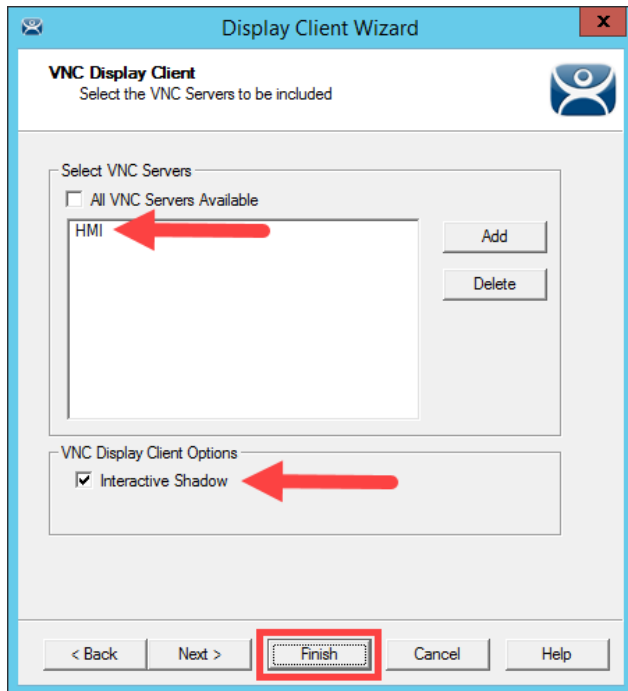 Display Client Wizard
x
VNC Display Client
Select the VNC Servers to be included
Select VNC Servers
All VNC Servers Available
HMI
Add
Delete
VNC Display Client Options
Interactive Shadow
< Back
Next >
Finish
Cancel
Help